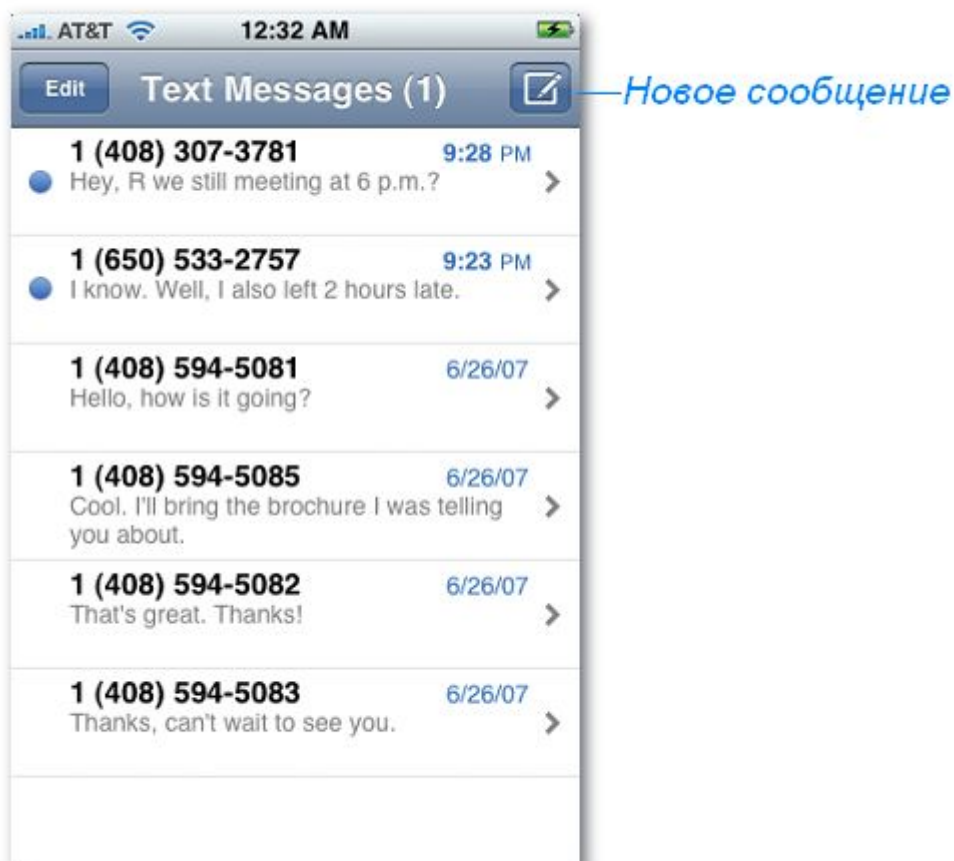 AT&T 12:32 AM
Edit Text Messages (1) Новое сообщение
1 (408) 307-3781 9:28 PM
Hey, R we still meeting at 6 p.m.?
1 (650) 533-2757 9:23 PM
I know. Well, I also left 2 hours late.
1 (408) 594-5081 6/26/07
Hello, how is it going?
1 (408) 594-5085 6/26/07
Cool. I'll bring the brochure I was telling
you about.
1 (408) 594-5082 6/26/07
That's great. Thanks!
1 (408) 594-5083 6/26/07
Thanks, can't wait to see you.